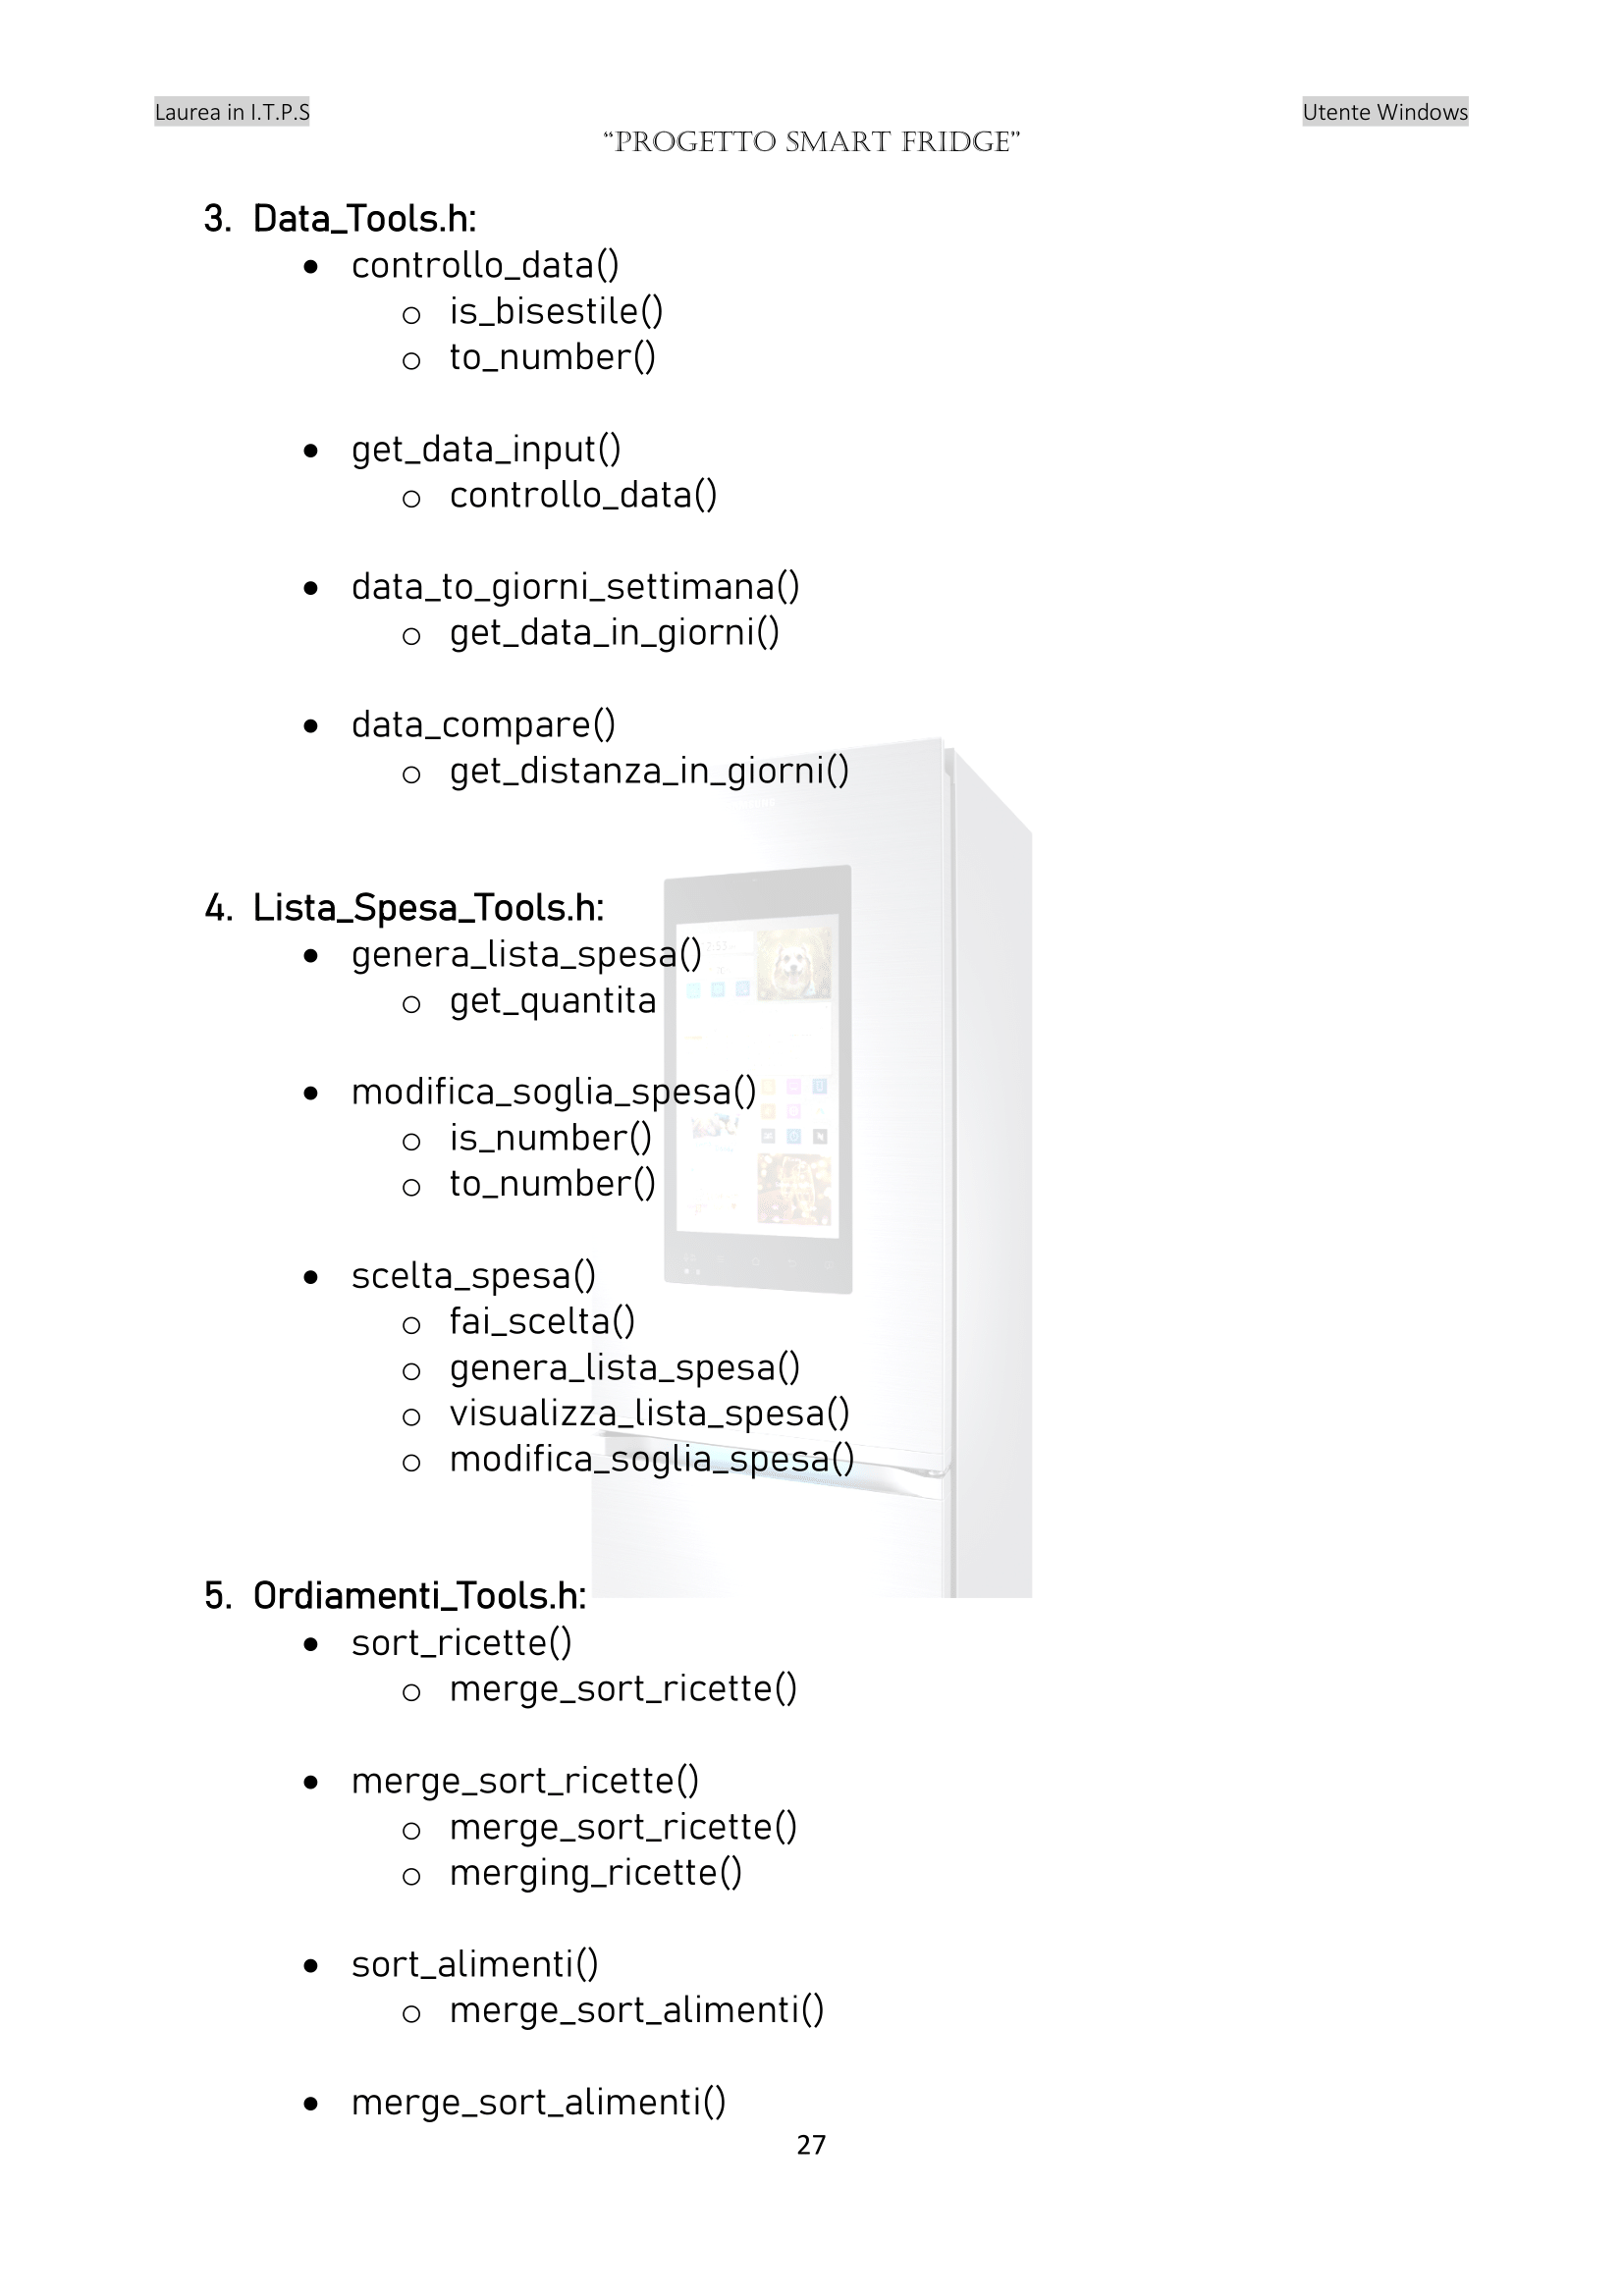 Laurea in I.T.P.S
Utente Windows
“PROGETTO SMART FRIDGE”
3. Data_Tools.h:
• controllo_data()
o is_bisestile()
o to_number()
• get_data_input()
o controllo_data()
• data_to_giorni_settimana()
o get_data_in_giorni()
• data_compare()
o get_distanza_in_giorni()
4. Lista_Spesa_Tools.h:
• genera_lista_spesa()
o get_quantita
• modifica_soglia_spesa()
o is_number()
o to_number()
• scelta_spesa()
o fai_scelta()
o genera_lista_spesa()
o visualizza_lista_spesa()
o modifica_soglia_spesa()
5. Ordiamenti_Tools.h:
• sort_ricette()
o merge_sort_ricette()
• merge_sort_ricette()
o merge_sort_ricette()
o merging_ricette()
• sort_alimenti()
o merge_sort_alimenti()
• merge_sort_alimenti()
27